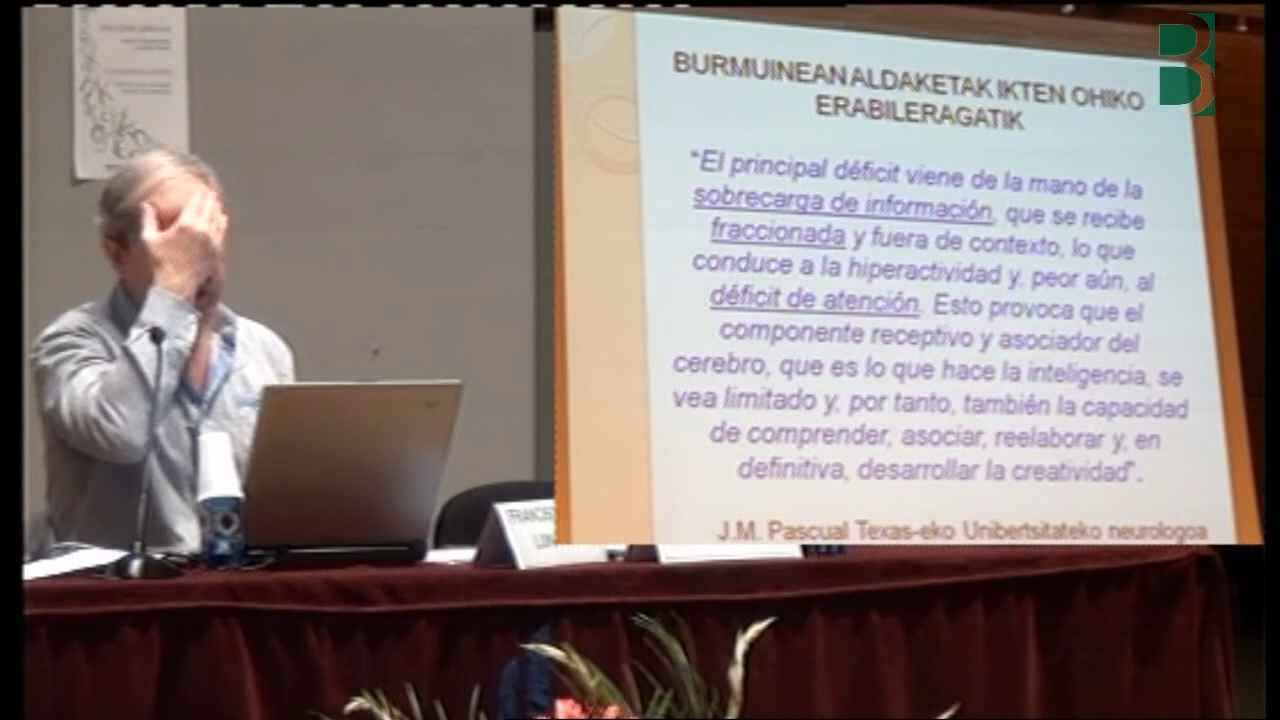 BURMUINEAN ALDAKETAK IKTEN OHIKO
ERABILERAGATIK
"El principal déficit viene de la mano de la
sobrecarga de información, que se recibe
fraccionada y fuera de contexto, lo que
conduce a la hiperactividad y, peor aún, al
déficit de atención. Esto provoca que el
componente receptivo y asociador del
cerebro, que es lo que hace la inteligencia, se
vea limitado y, por tanto, también la capacidad
de comprender, asociar, reelaborar y, en
definitiva, desarrollar la creatividad".
J.M. Pascual Texas-eko Unibertsitateko neurologoa
B